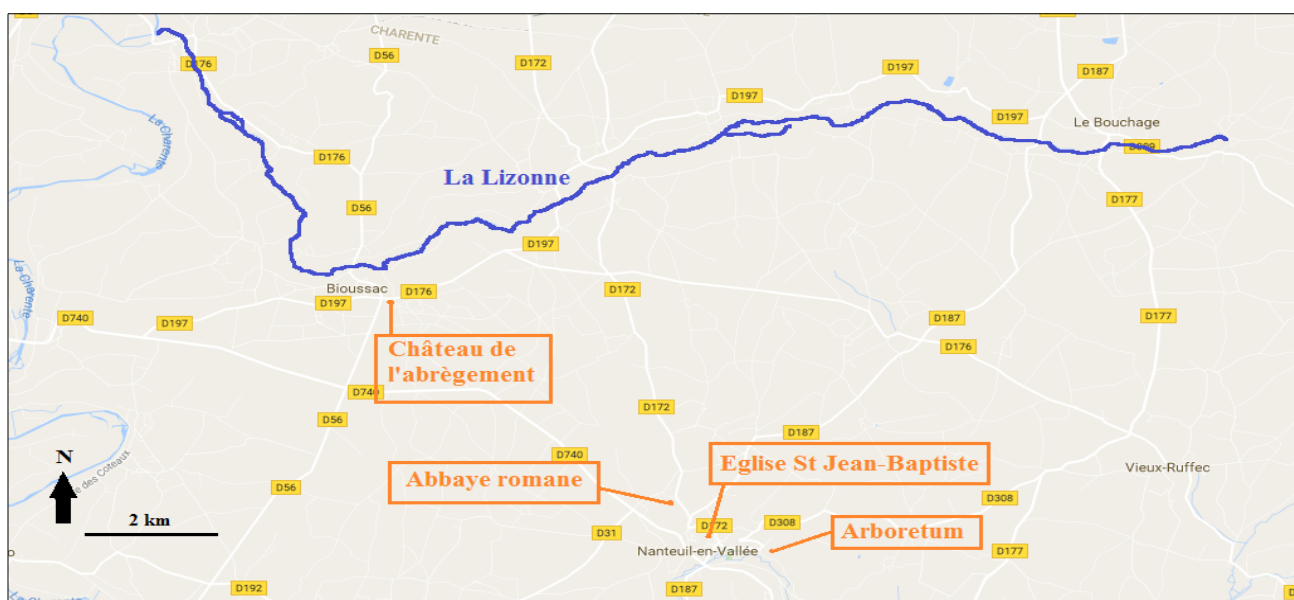 CHARENTE
D56
D172
D176
D197
D187
La Charente
D197
D197
Le Bouchage
D176
La Lizonne
D177
D56
D197
La Charente
Bioussac
D176
D172
D197
D740
D197
D187
D177
D176
Château de
l'abrègement
D740
D172
D56
D187
N
D740
Eglise St Jean-Baptiste
Vieux-Ruffec
des Coteaux
Abbaye romane
D56
D308
2 km
D172
D308
D31
Arboretum
Nanteuil-en-Vallée
D177
D192
D187